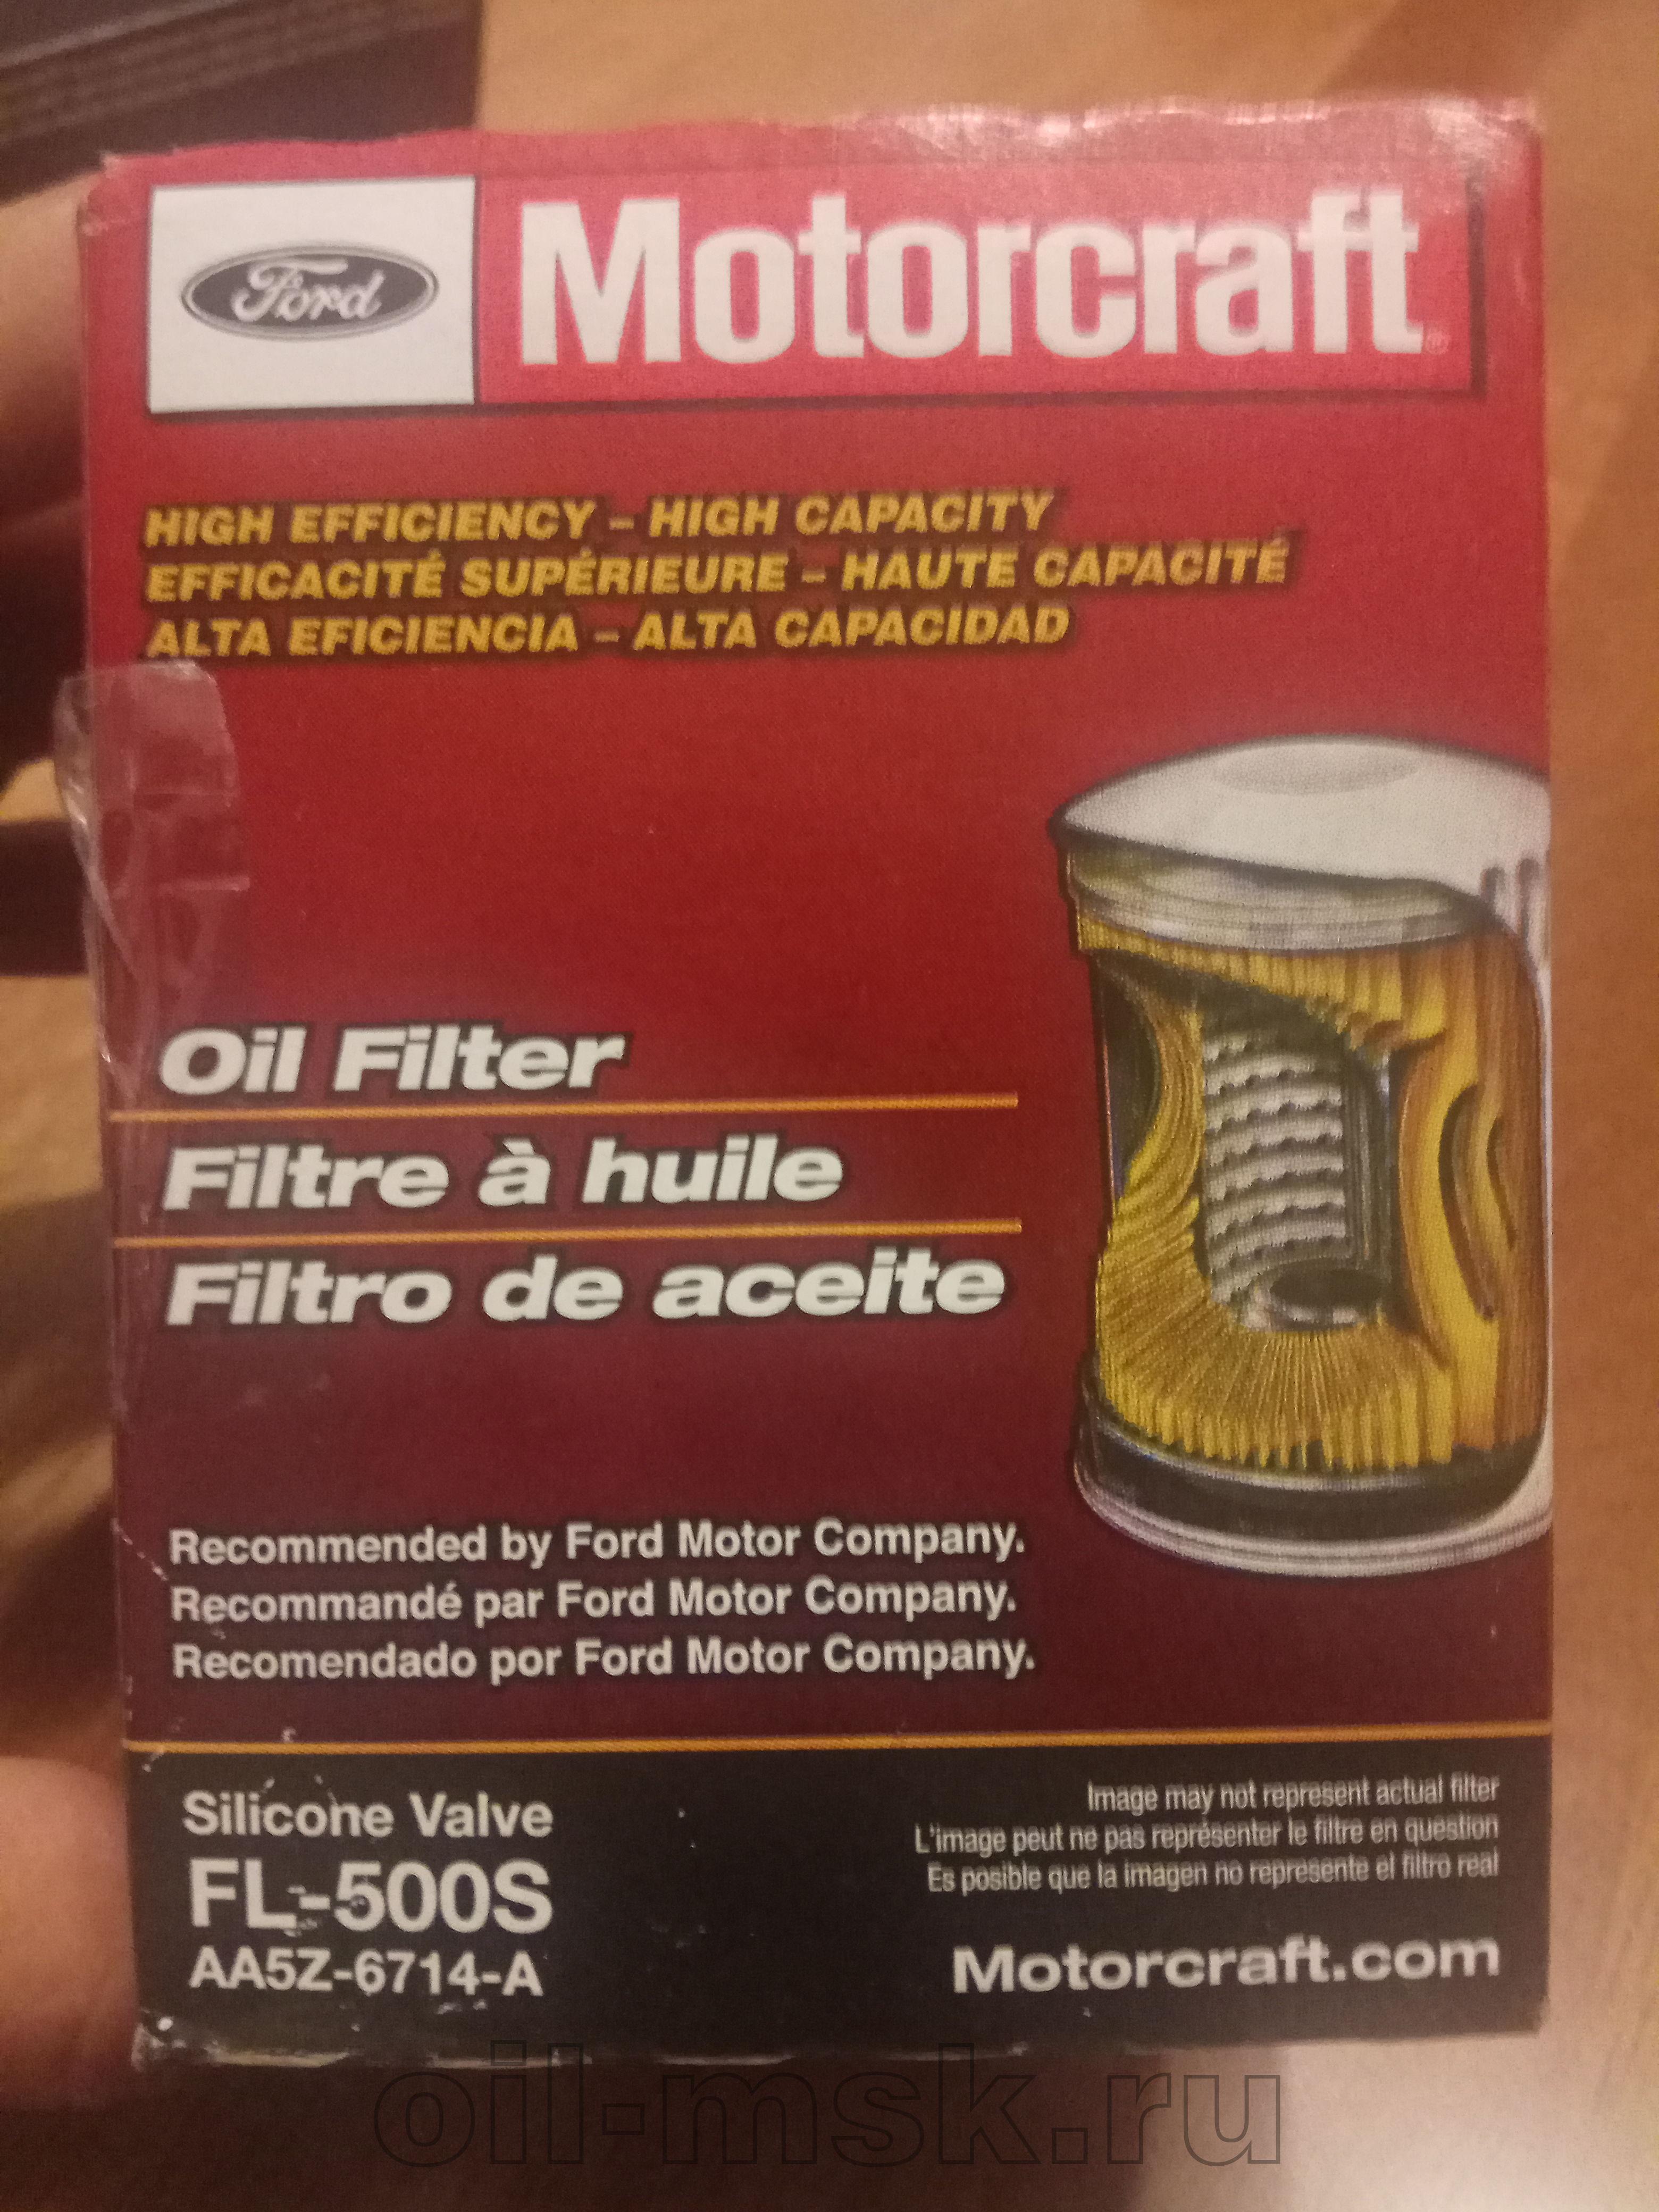 Ford
Motorcraft®
HIGH EFFICIENCY – HIGH CAPACITY
EFFICACITÉ SUPÉRIEURE – HAUTE CAPACITÉ
ALTA EFICIENCIA – ALTA CAPACIDAD
Oil Filter
Filtre à huile
Filtro de aceite
Recommended by Ford Motor Company.
Recommandé par Ford Motor Company.
Recomendado por Ford Motor Company.
Silicone Valve
FL-500S
AA5Z-6714-A
Image may not represent actual filter
L'image peut ne pas représenter le filtre en question
Es posible que la imagen no represente el filtro real
Motorcraft.com
oil-msk.ru